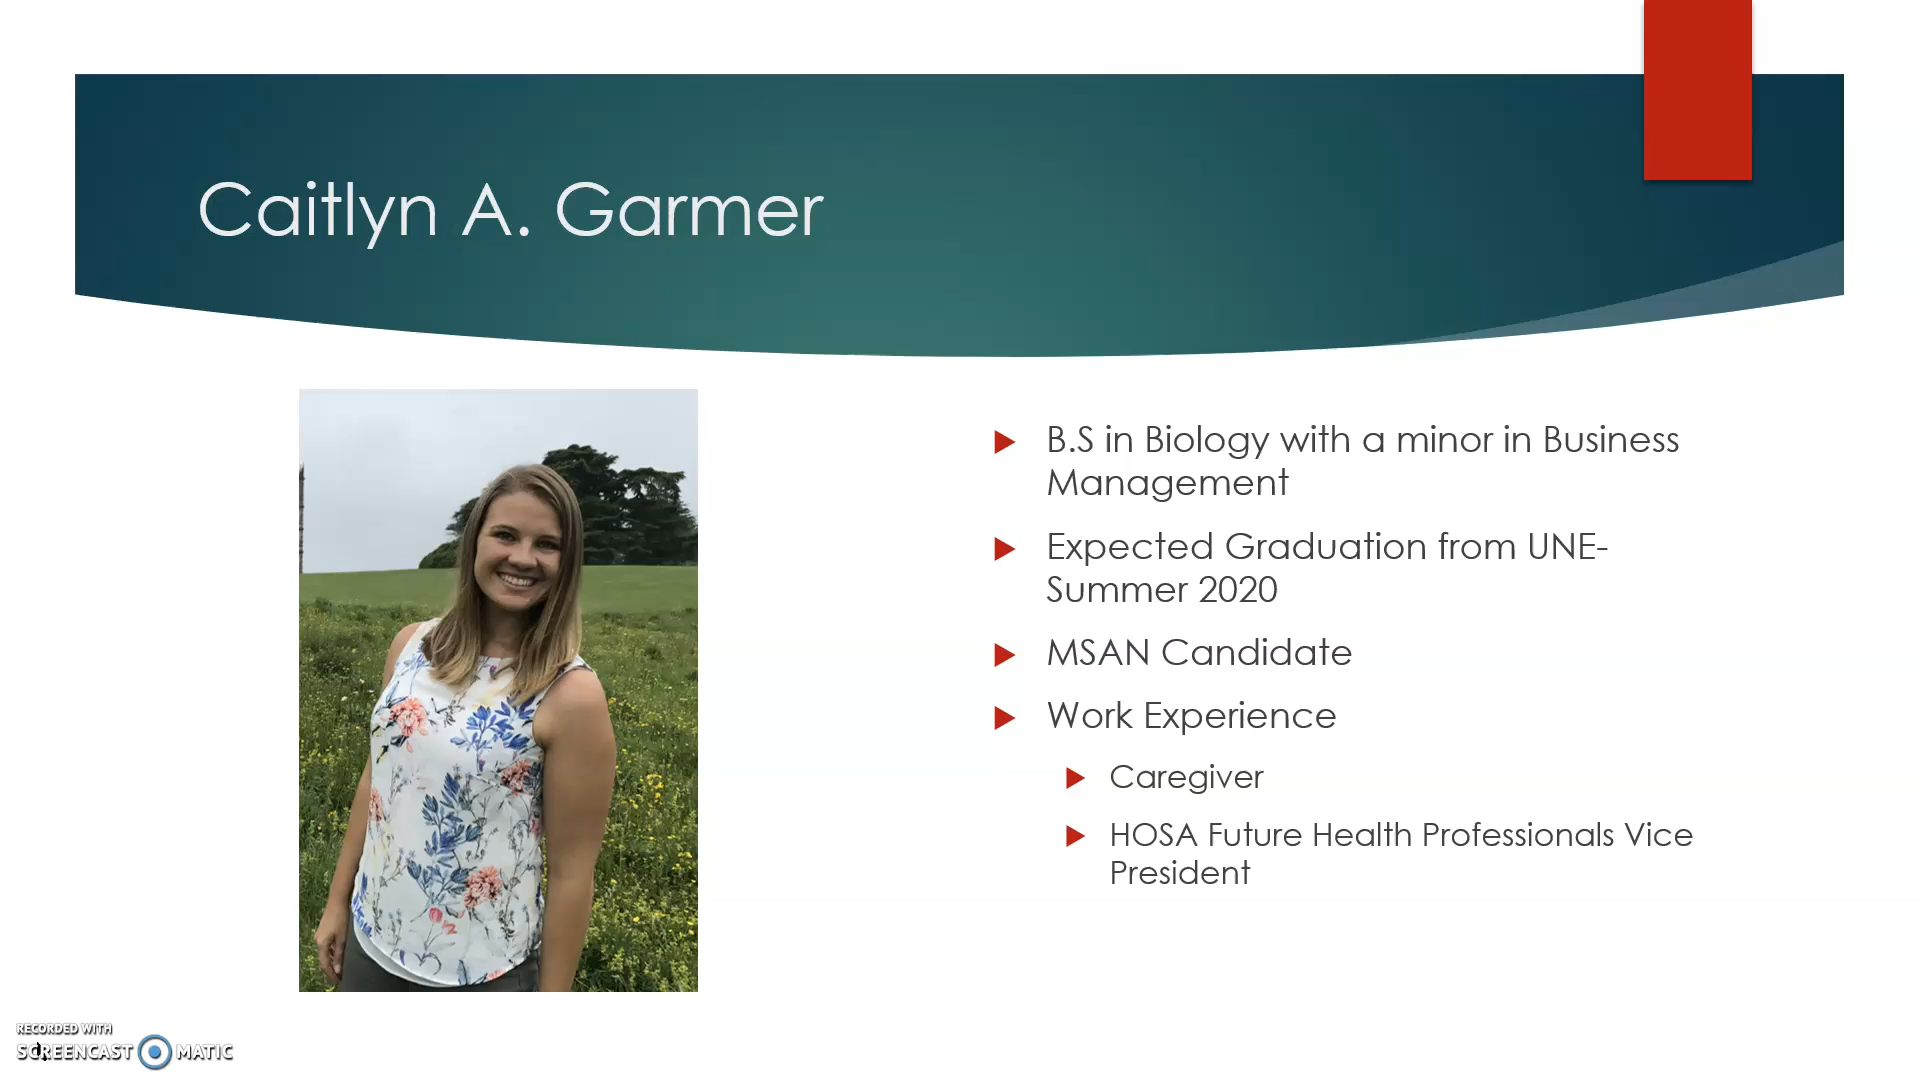 Caitlyn A. Garmer
B.S in Biology with a minor in Business
Management
Expected Graduation from UNE-
Summer 2020
MSAN Candidate
Work Experience
Caregiver
HOSA Future Health Professionals Vice
President
RECORDED WITH
SCREENCAST MATIC